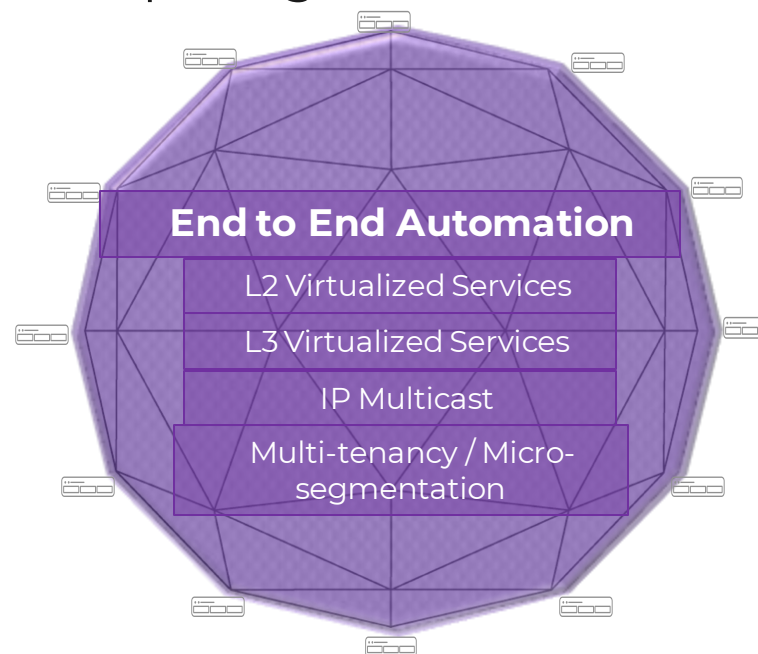 End to End Automation
L2 Virtualized Services
L3 Virtualized Services
IP Multicast
Multi-tenancy / Micro-
segmentation